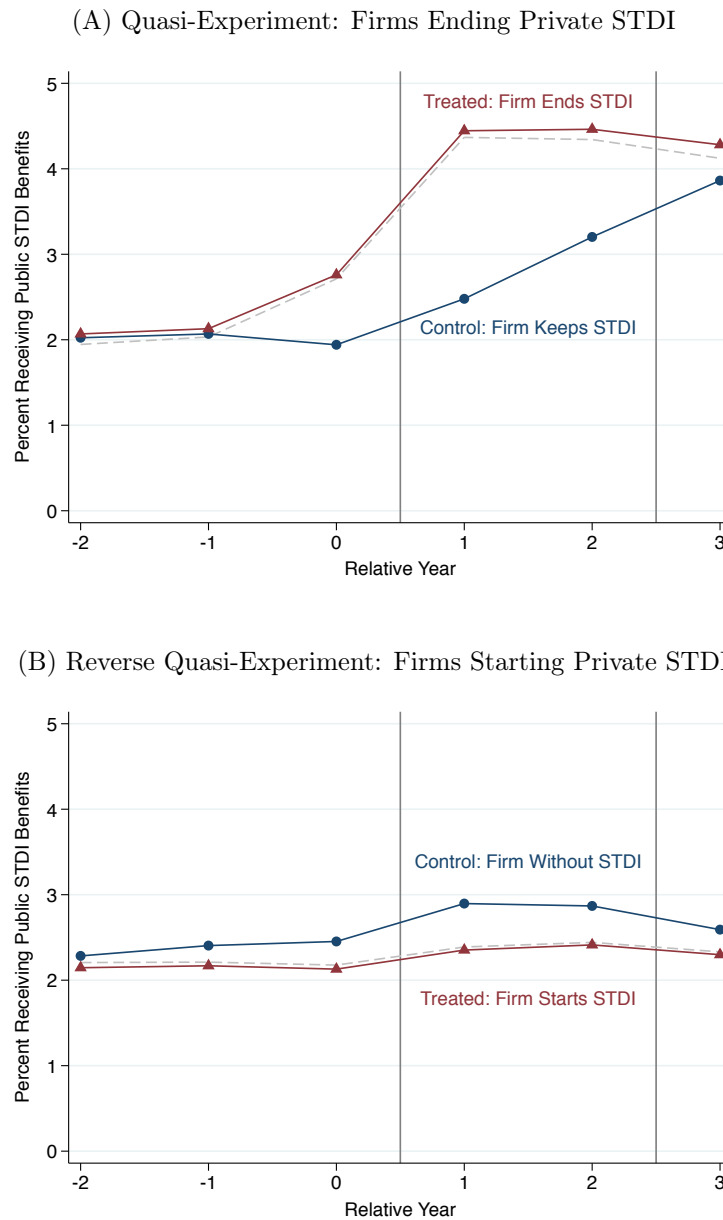 (A) Quasi-Experiment: Firms Ending Private STDI
5
4
3
2
1
0
Percent Receiving Public STDI Benefits
Treated: Firm Ends STDI
Control: Firm Keeps STDI
-2 -1 0 1 2 3
Relative Year
(B) Reverse Quasi-Experiment: Firms Starting Private STDI
5
4
3
2
1
0
Percent Receiving Public STDI Benefits
Control: Firm Without STDI
Treated: Firm Starts STDI
-2 -1 0 1 2 3
Relative Year